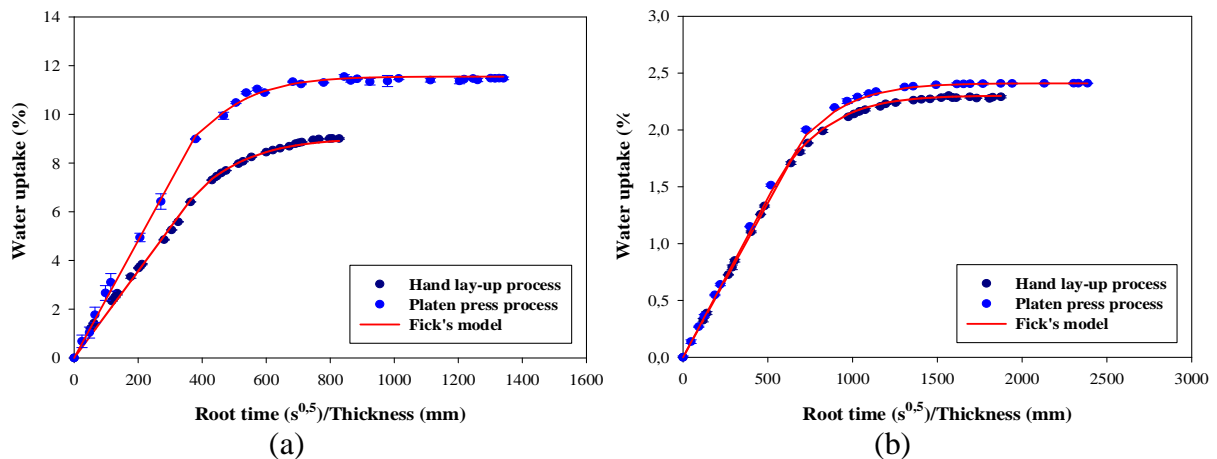 14
12
10
8
6
4
2
0
Water uptake (%)
Hand lay-up process
Platen press process
Fick's model
0 200 400 600 800 1000 1200 1400 1600
Root time (s^0,5)/Thickness (mm)
(a)
3,0
2,5
2,0
1,5
1,0
0,5
0,0
Water uptake (%
Hand lay-up process
Platen press process
Fick's model
0 500 1000 1500 2000 2500 3000
Root time (s^0,5)/Thickness (mm)
(b)